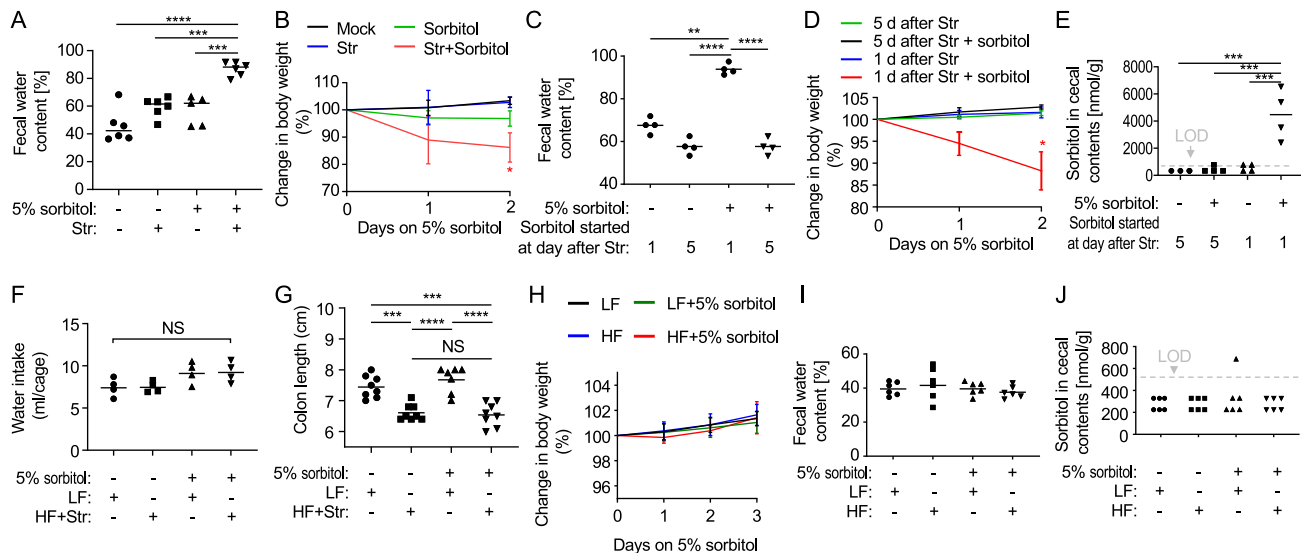 A
****
***
***
Fecal water
content [%]
100
80
60
40
20
0
5% sorbitol: - - + +
Str: - + - +
B
Mock
Sorbitol
Str
Str+Sorbitol
Change in body weight
(%)
120
110
100
90
80
70
*
0 1 2
Days on 5% sorbitol
C
**
**** ****
Fecal water
content [%]
100
80
60
40
5% sorbitol: - - + +
Sorbitol started
at day after Str: 1 5 1 5
D
5 d after Str
5 d after Str + sorbitol
1 d after Str
1 d after Str + sorbitol
Change in body weight
(%)
105
100
95
90
85
80
*
0 1 2
Days on 5% sorbitol
E
***
***
***
Sorbitol in cecal
contents [nmol/g]
8000
6000
4000
2000
0
LOD
5% sorbitol: - + - +
Sorbitol started
at day after Str: 5 5 1 1
F
NS
Water intake
(ml/cage)
15
10
5
0
5% sorbitol: - - + +
LF: + - + -
HF+Str: - + - +
G
***
*** **** ****
NS
Colon length (cm)
9
8
7
6
5% sorbitol: - - + +
LF: + - + -
HF+Str: - + - +
H
LF
LF+5% sorbitol
HF
HF+5% sorbitol
Change in body weight
(%)
104
102
100
98
96
0 1 2 3
Days on 5% sorbitol
I
Fecal water
content [%]
60
40
20
0
5% sorbitol: - - + +
LF: + - + -
HF: - + - +
J
Sorbitol in cecal
contents [nmol/g]
1000
800
600
400
200
0
LOD
5% sorbitol: - - + +
LF: + - + -
HF: - + - +